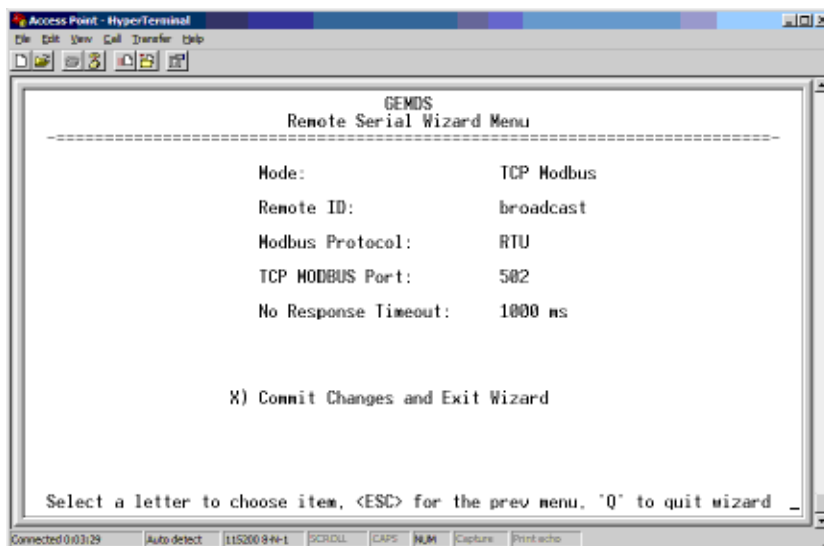 Access Point - HyperTerminal
File Edit View Call Transfer Help
GEMDS
Remote Serial Wizard Menu
-==========================================================================-
Mode: TCP Modbus
Remote ID: broadcast
Modbus Protocol: RTU
TCP MODBUS Port: 502
No Response Timeout: 1000 ms
X) Commit Changes and Exit Wizard
Select a letter to choose item, <ESC> for the prev menu, 'Q' to quit wizard _
Connected 0:03:29 Auto detect 115200 8-N-1 SCROLL CAPS NUM Capture Print echo